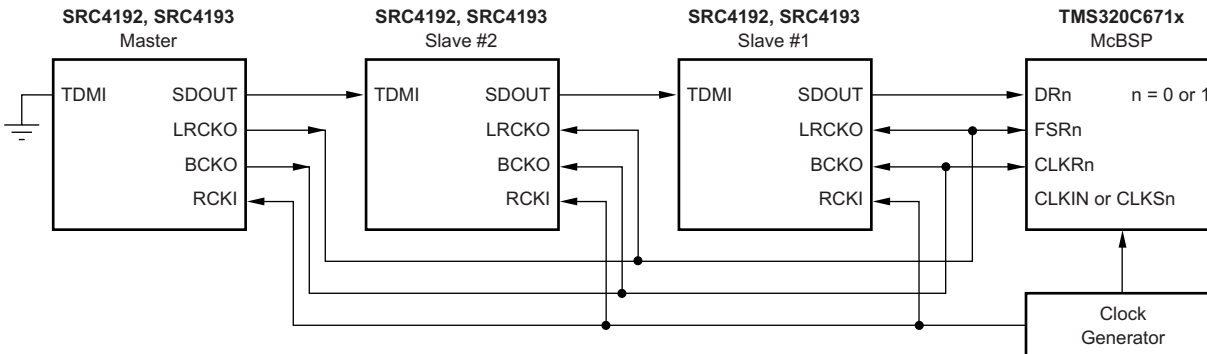 SRC4192, SRC4193
Master
TDMI
SDOUT
LRCKO
BCKO
RCKI
SRC4192, SRC4193
Slave #2
TDMI
SDOUT
LRCKO
BCKO
RCKI
SRC4192, SRC4193
Slave #1
TDMI
SDOUT
LRCKO
BCKO
RCKI
TMS320C671x
McBSP
DRn n = 0 or 1
FSRn
CLKRn
CLKIN or CLKSn
Clock
Generator